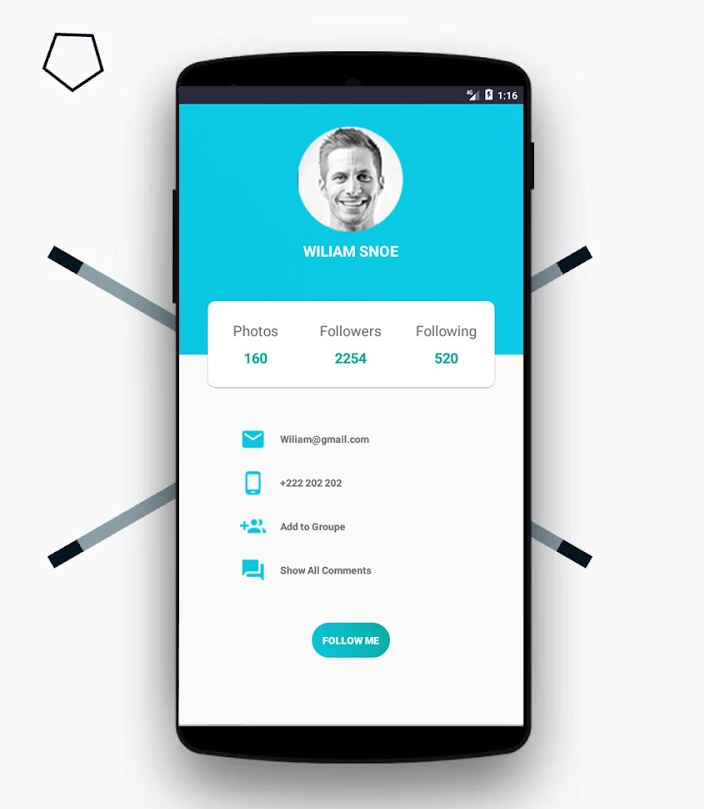 4G 1:16
WILIAM SNOE
Photos Followers Following
160 2254 520
Wiliam@gmail.com
+222 202 202
Add to Groupe
Show All Comments
FOLLOW ME